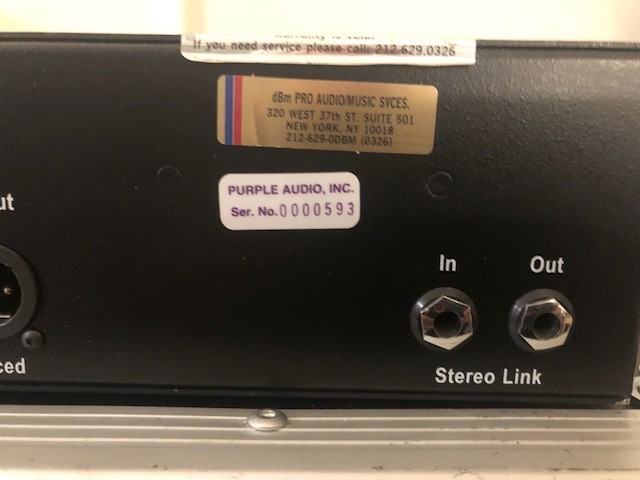 If you need service please call: 212.629.0326
dBm PRO AUDIO/MUSIC SVCES.
320 WEST 37th ST. SUITE 501
NEW YORK, NY 10018
212-629-0DBM (0326)
PURPLE AUDIO, INC.
Ser. No. 0000593
ut
In
Out
ced
Stereo Link